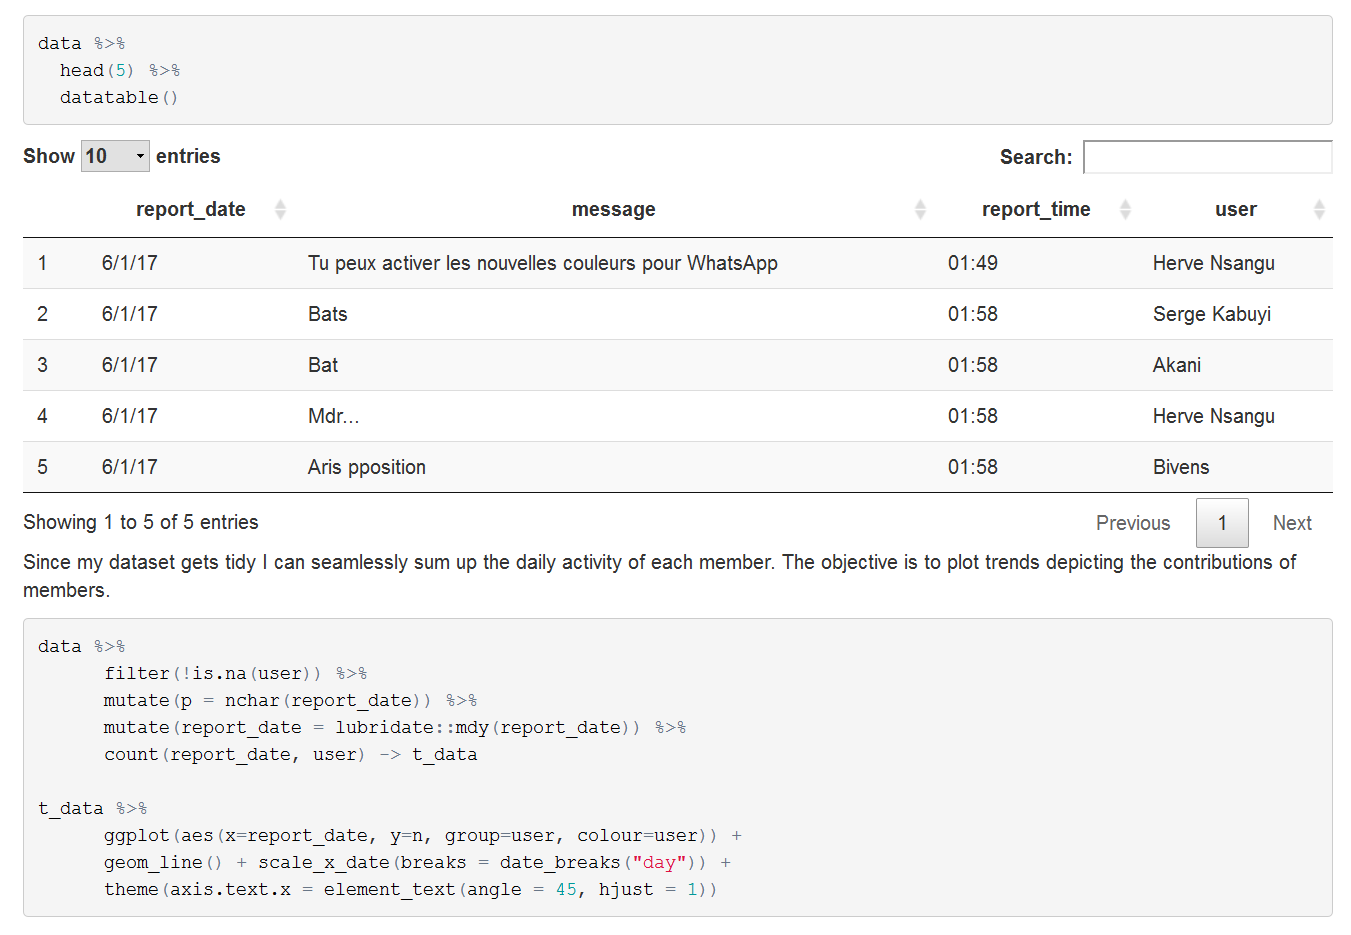 data %>%
  head(5) %>%
  datatable()
Show 10 entries
Search:
report_date message report_time user
1 6/1/17 Tu peux activer les nouvelles couleurs pour WhatsApp 01:49 Herve Nsangu
2 6/1/17 Bats 01:58 Serge Kabuyi
3 6/1/17 Bat 01:58 Akani
4 6/1/17 Mdr... 01:58 Herve Nsangu
5 6/1/17 Aris pposition 01:58 Bivens
Showing 1 to 5 of 5 entries
Previous 1 Next
Since my dataset gets tidy I can seamlessly sum up the daily activity of each member. The objective is to plot trends depicting the contributions of
members.
data %>%
      filter(!is.na(user)) %>%
      mutate(p = nchar(report_date)) %>%
      mutate(report_date = lubridate::mdy(report_date)) %>%
      count(report_date, user) -> t_data
t_data %>%
      ggplot(aes(x=report_date, y=n, group=user, colour=user)) +
      geom_line() + scale_x_date(breaks = date_breaks("day")) +
      theme(axis.text.x = element_text(angle = 45, hjust = 1))